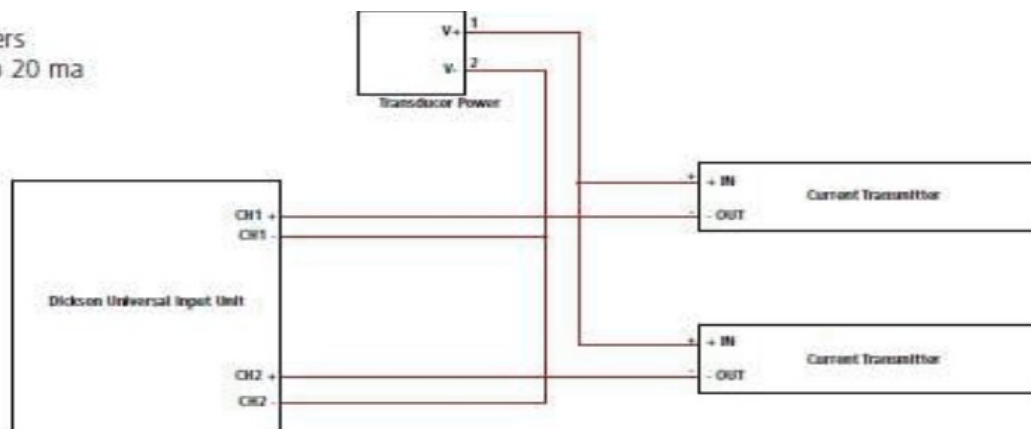 ers
20 ma
V+ 1
V- 2
Transducor Power
+ + IN
Current Transmitter
- - OUT
CH1 +
CH1 -
Dickson Universal Input Unit
+ + IN
Current Transmitter
- - OUT
CH2 +
CH2 -